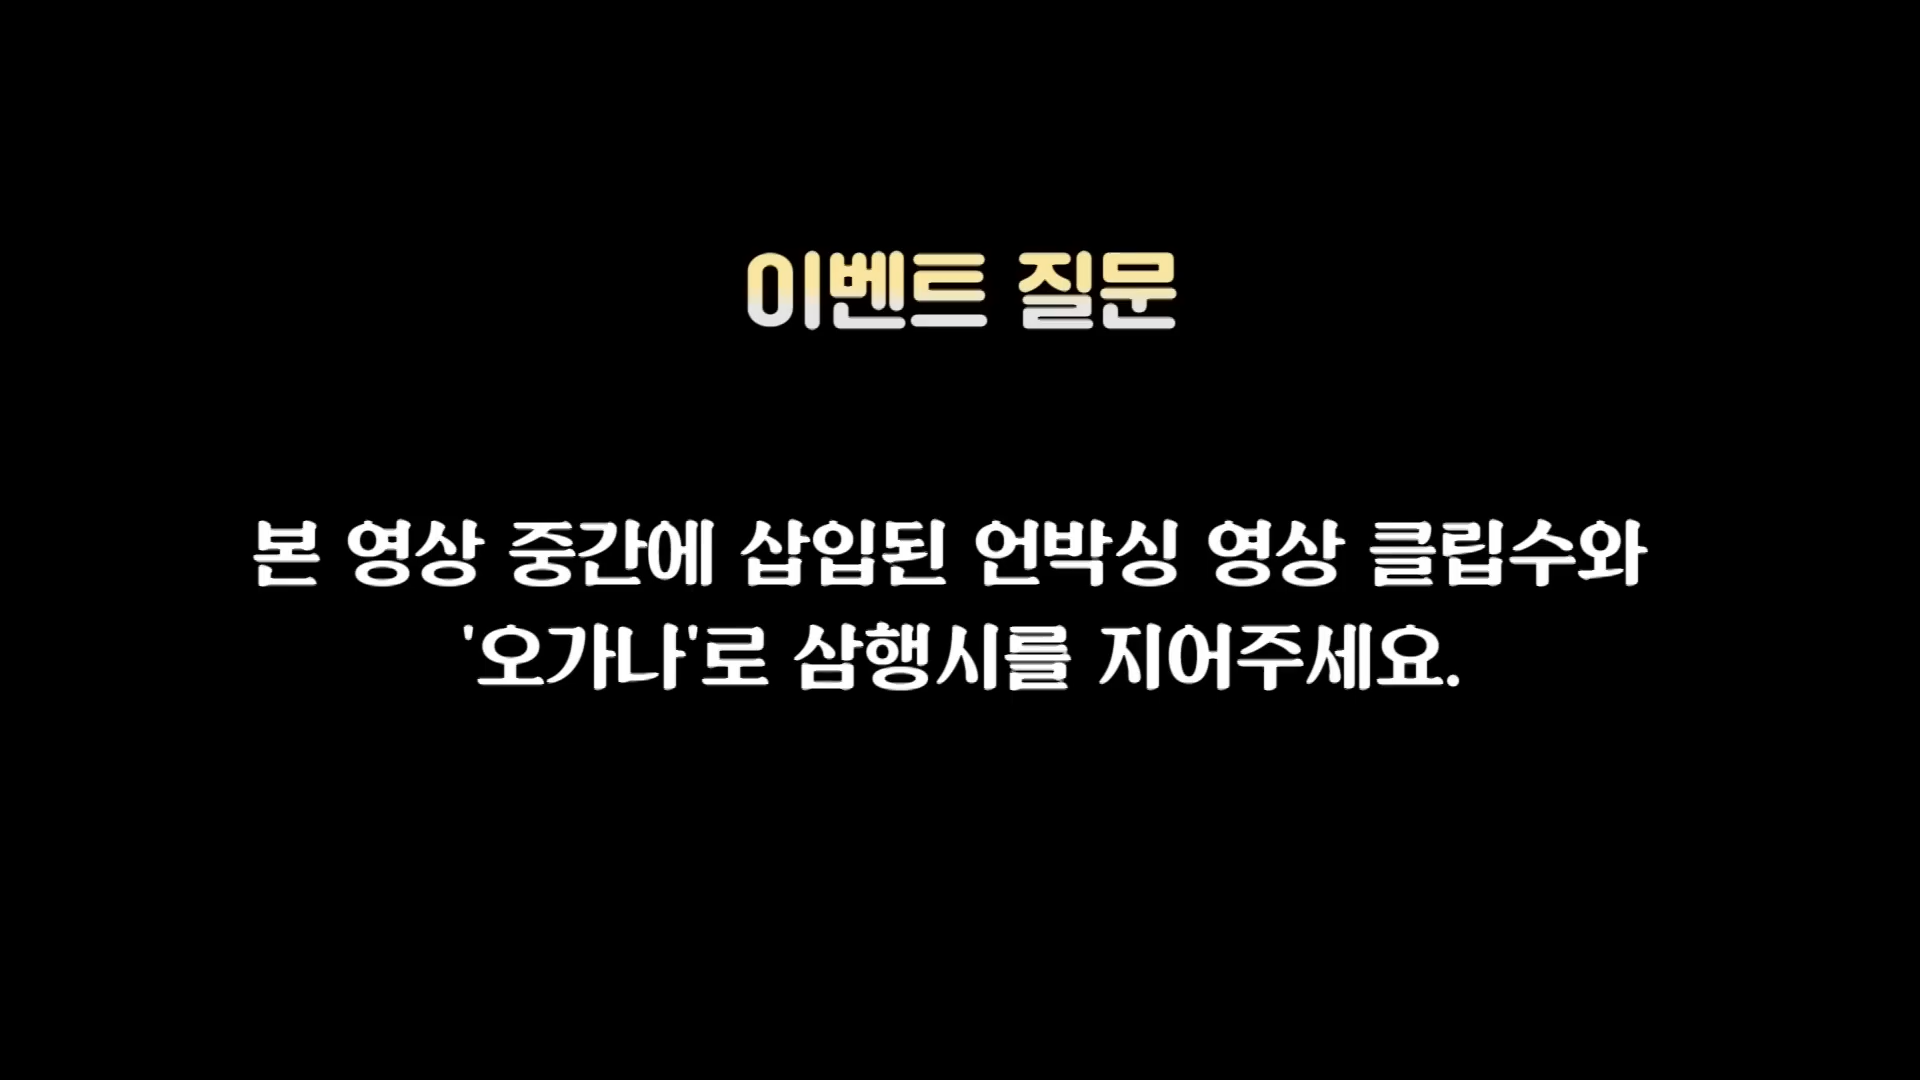 이벤트 질문
본 영상 중간에 삽입된 언박싱 영상 클립수와
'오가나'로 삼행시를 지어주세요.